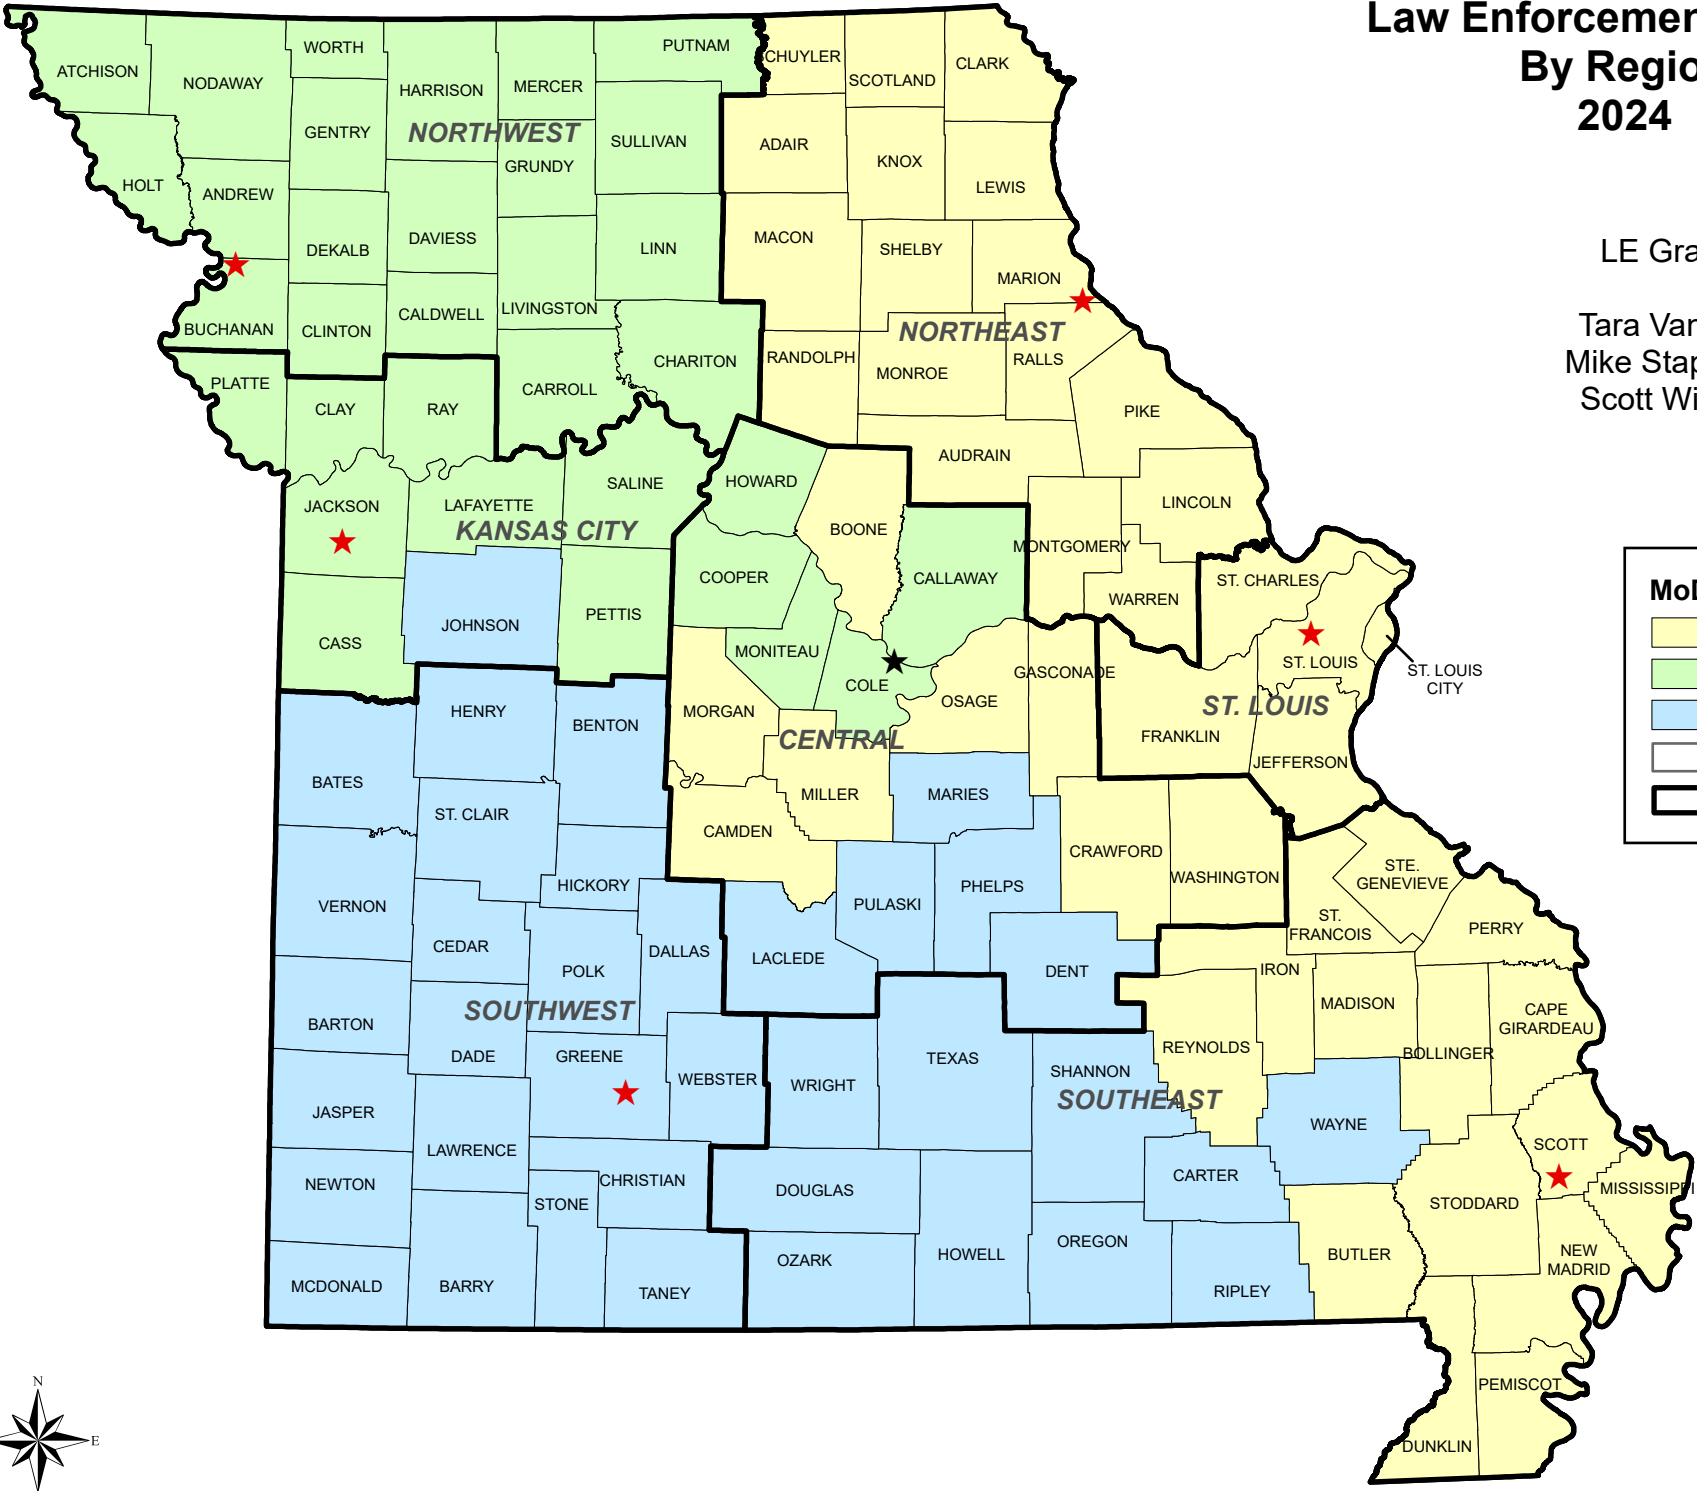 Law Enforcemen
By Regio
2024
LE Gra
Tara Van
Mike Stap
Scott Wi
MoD
ATCHISON
NODAWAY
WORTH
HARRISON
MERCER
PUTNAM
SCHUYLER
SCOTLAND
CLARK
GENTRY
NORTHWEST
GRUNDY
SULLIVAN
ADAIR
KNOX
LEWIS
HOLT
ANDREW
DEKALB
DAVIESS
LINN
MACON
SHELBY
MARION
BUCHANAN
CLINTON
CALDWELL
LIVINGSTON
NORTHEAST
CHARITON
RANDOLPH
MONROE
RALLS
PLATTE
CLAY
RAY
CARROLL
PIKE
AUDRAIN
JACKSON
LAFAYETTE
SALINE
HOWARD
LINCOLN
KANSAS CITY
BOONE
MONTGOMERY
COOPER
CALLAWAY
ST. CHARLES
WARREN
CASS
JOHNSON
PETTIS
MONITEAU
COLE
GASCONADE
ST. LOUIS
ST. LOUIS
CITY
OSAGE
HENRY
BENTON
MORGAN
CENTRAL
ST. LOUIS
FRANKLIN
JEFFERSON
BATES
ST. CLAIR
MILLER
MARIES
CAMDEN
CRAWFORD
WASHINGTON
STE.
GENEVIEVE
VERNON
HICKORY
PULASKI
PHELPS
ST.
FRANCOIS
PERRY
CEDAR
POLK
DALLAS
LACLEDE
DENT
IRON
MADISON
CAPE
GIRARDEAU
SOUTHWEST
BARTON
DADE
GREENE
WEBSTER
WRIGHT
TEXAS
SHANNON
REYNOLDS
BOLLINGER
SOUTHEAST
JASPER
LAWRENCE
WAYNE
SCOTT
NEWTON
CHRISTIAN
STONE
DOUGLAS
CARTER
STODDARD
MISSISSIPPI
MCDONALD
BARRY
TANEY
OZARK
HOWELL
OREGON
RIPLEY
BUTLER
NEW
MADRID
PEMISCOT
DUNKLIN
N
E